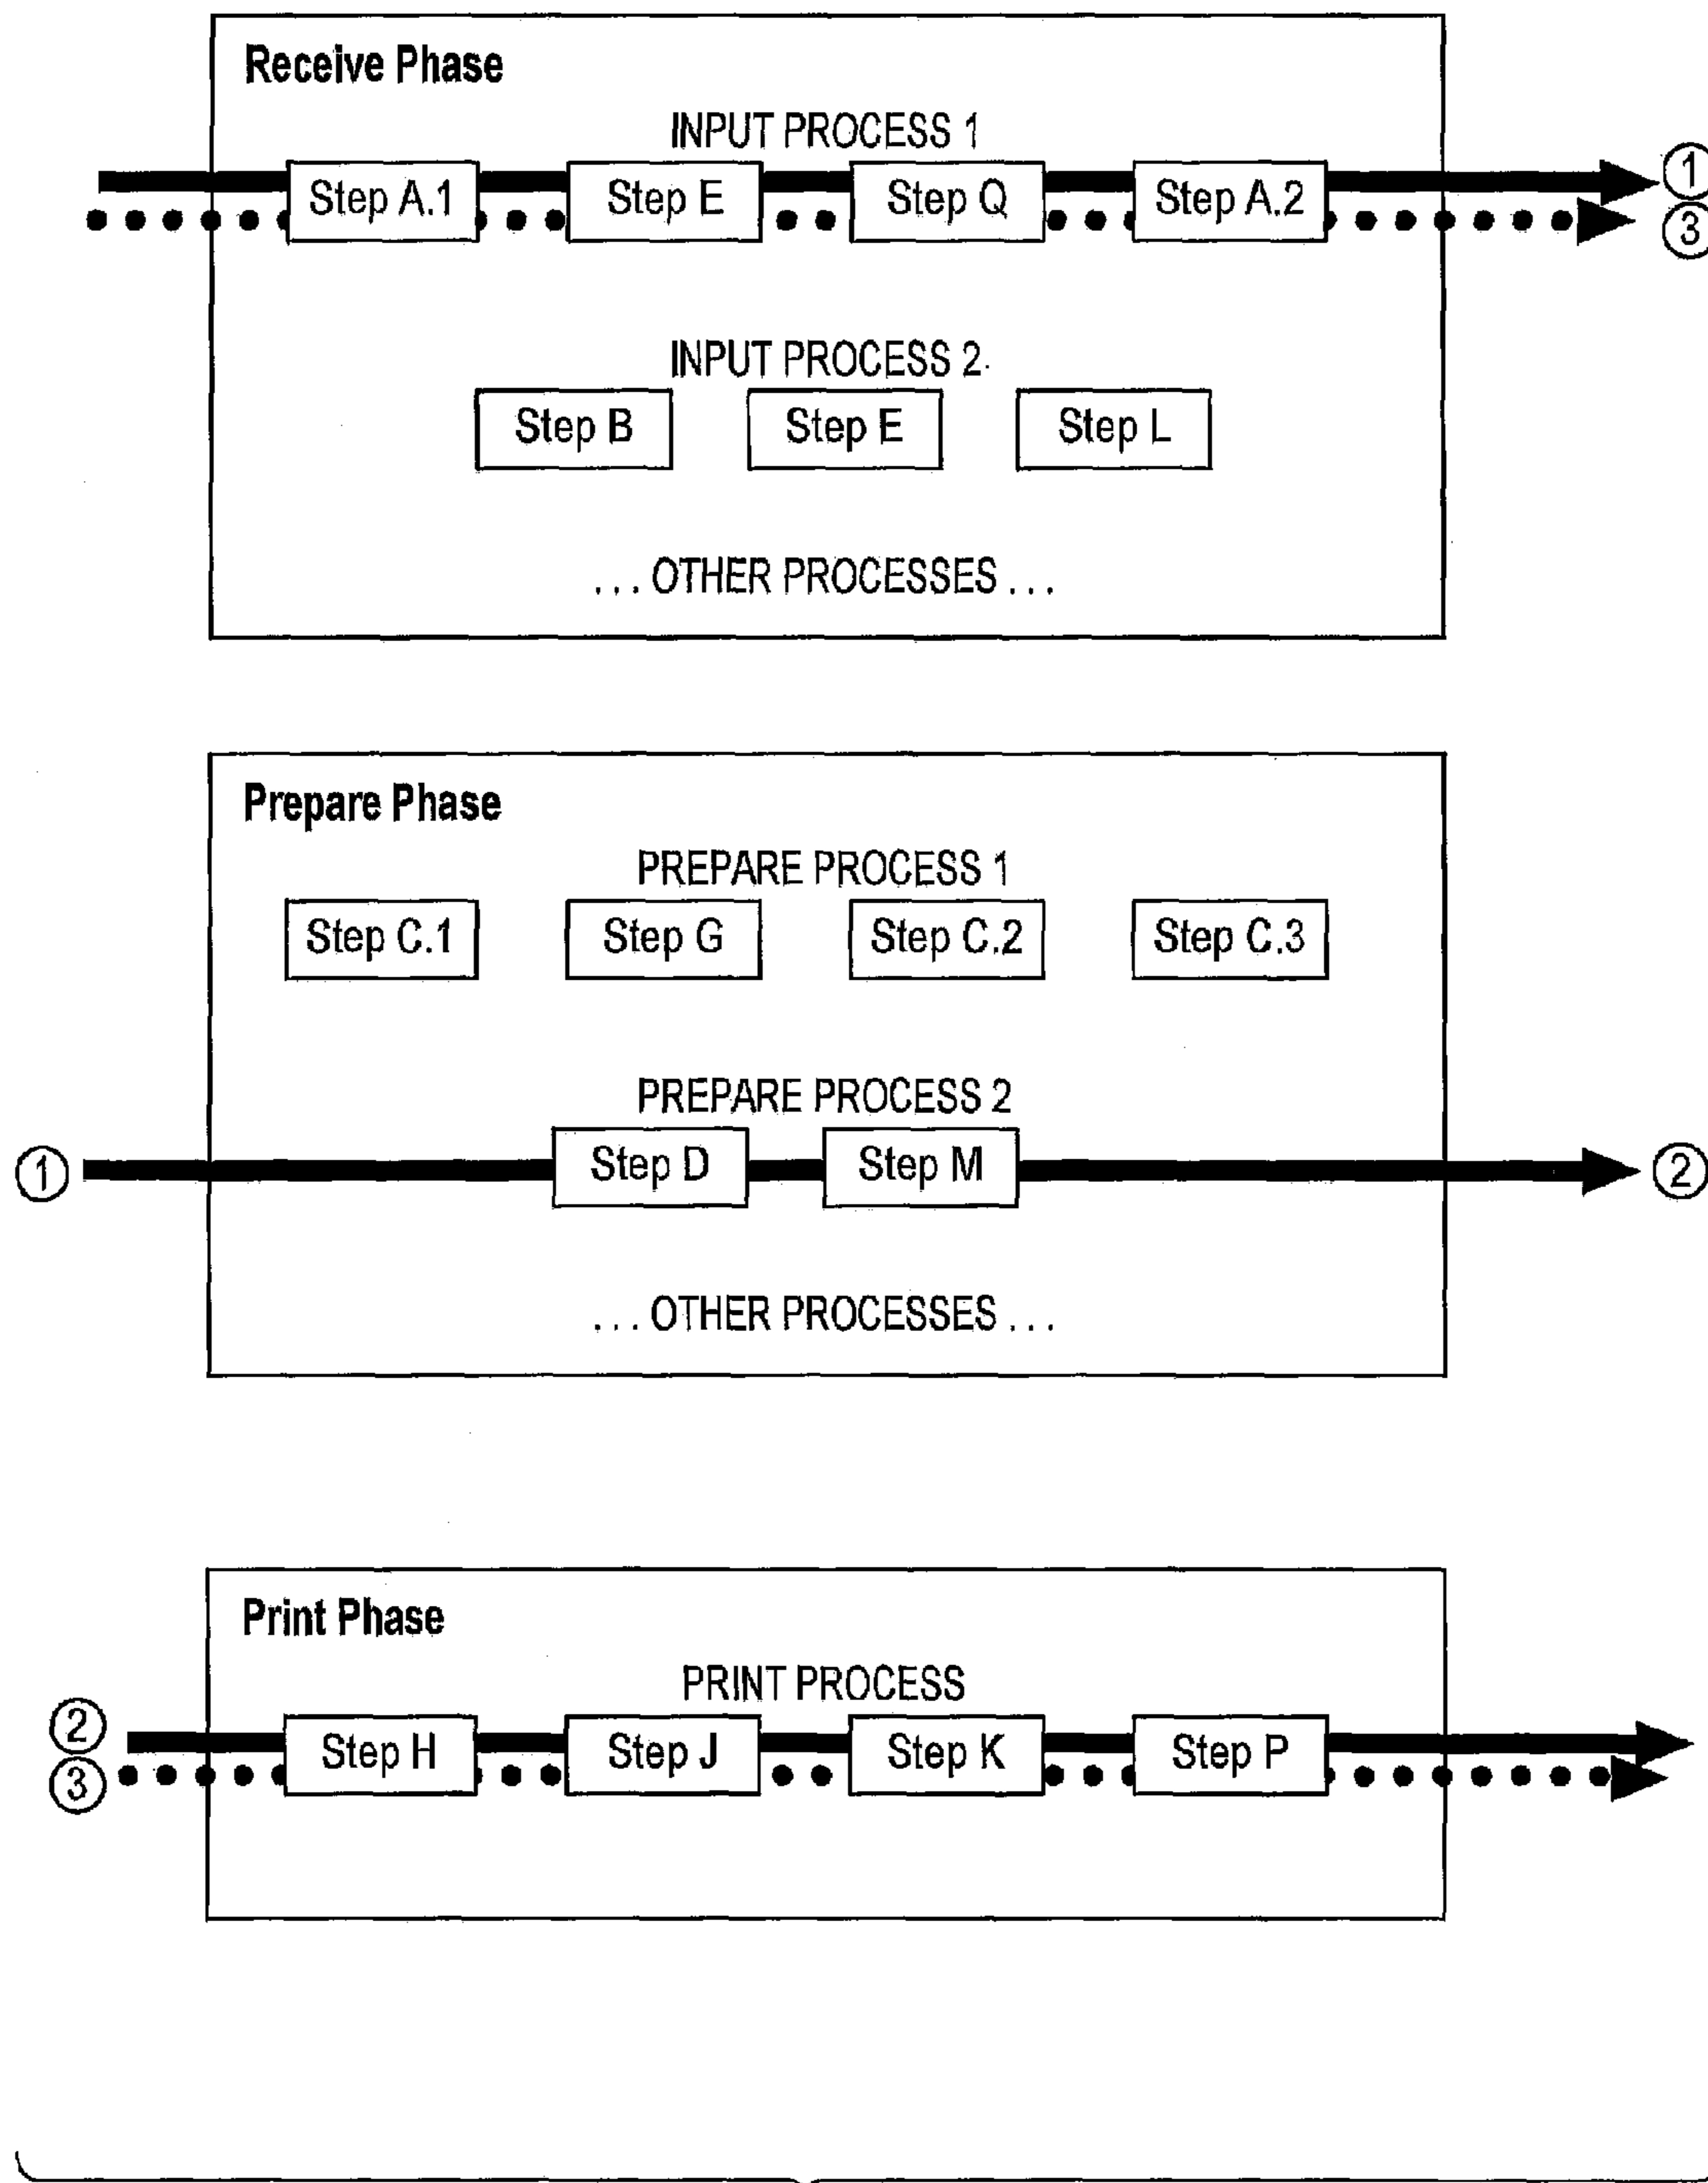 Receive Phase
INPUT PROCESS 1
Step A.1 Step E Step Q Step A.2
①
③
INPUT PROCESS 2
Step B Step E Step L
... OTHER PROCESSES ...
Prepare Phase
PREPARE PROCESS 1
Step C.1 Step G Step C.2 Step C.3
PREPARE PROCESS 2
① Step D Step M ②
... OTHER PROCESSES ...
Print Phase
PRINT PROCESS
②
③
Step H Step J Step K Step P